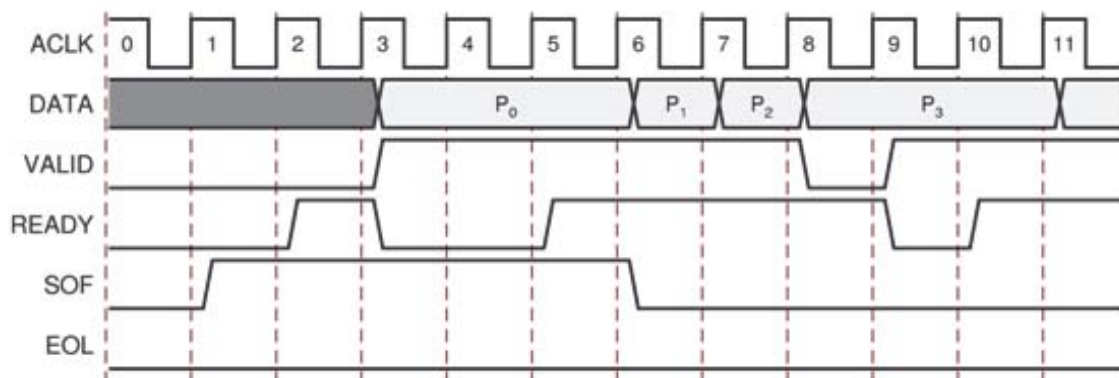 ACLK 0 1 2 3 4 5 6 7 8 9 10 11
DATA P₀ P₁ P₂ P₃
VALID
READY
SOF
EOL